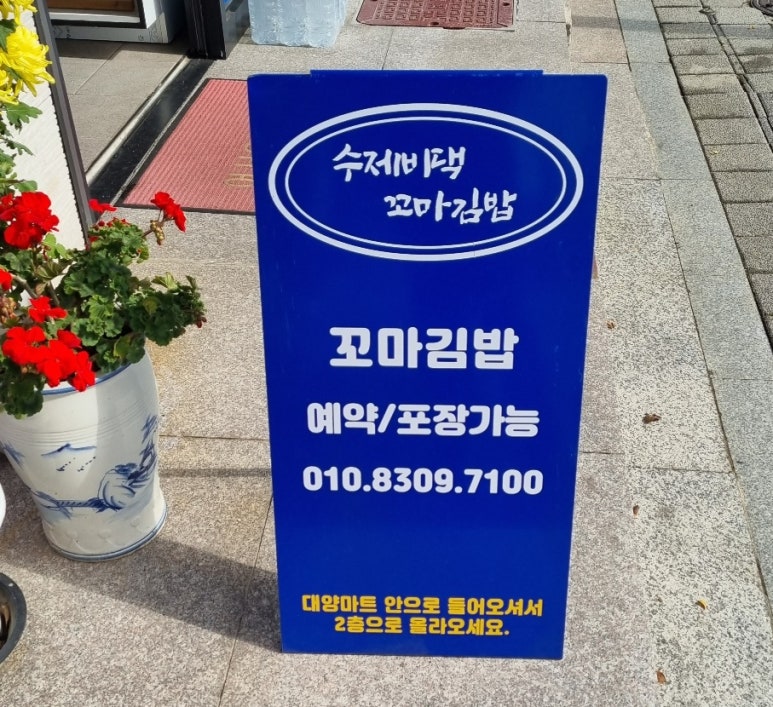 수제비택
꼬마김밥
꼬마김밥
예약/포장가능
010.8309.7100
대양마트 안으로 들어오셔서
2층으로 올라오세요.